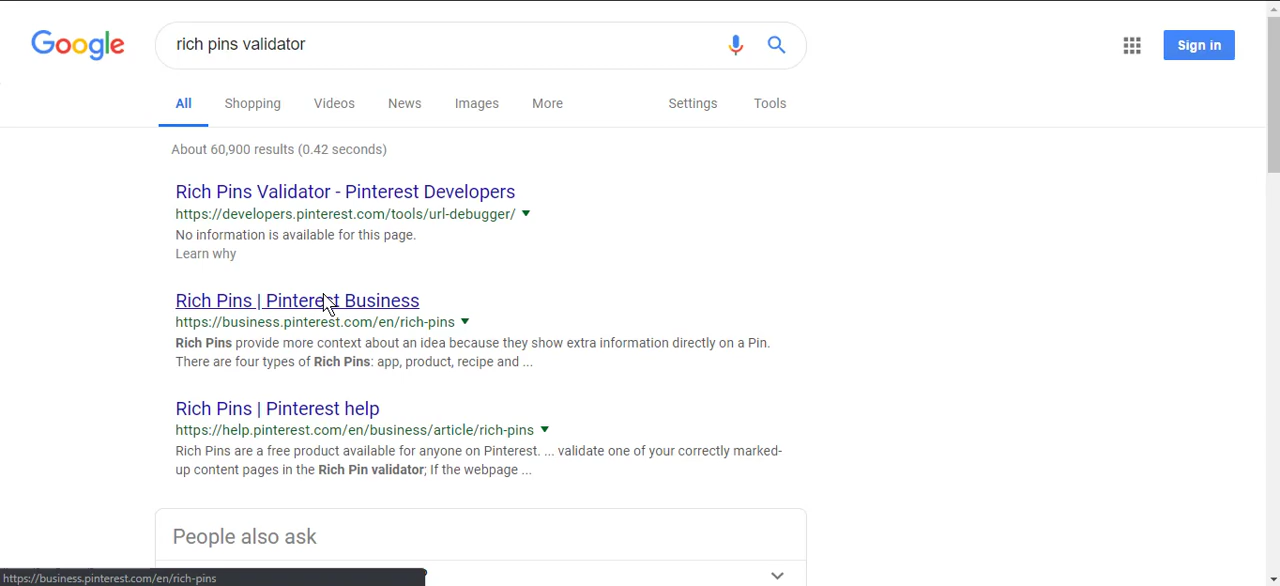 Google
rich pins validator
Sign in
All Shopping Videos News Images More Settings Tools
About 60,900 results (0.42 seconds)
Rich Pins Validator - Pinterest Developers
https://developers.pinterest.com/tools/url-debugger/
No information is available for this page.
Learn why
Rich Pins | Pinterest Business
https://business.pinterest.com/en/rich-pins
Rich Pins provide more context about an idea because they show extra information directly on a Pin.
There are four types of Rich Pins: app, product, recipe and ...
Rich Pins | Pinterest help
https://help.pinterest.com/en/business/article/rich-pins
Rich Pins are a free product available for anyone on Pinterest. ... validate one of your correctly marked-
up content pages in the Rich Pin validator; If the webpage ...
People also ask
https://business.pinterest.com/en/rich-pins